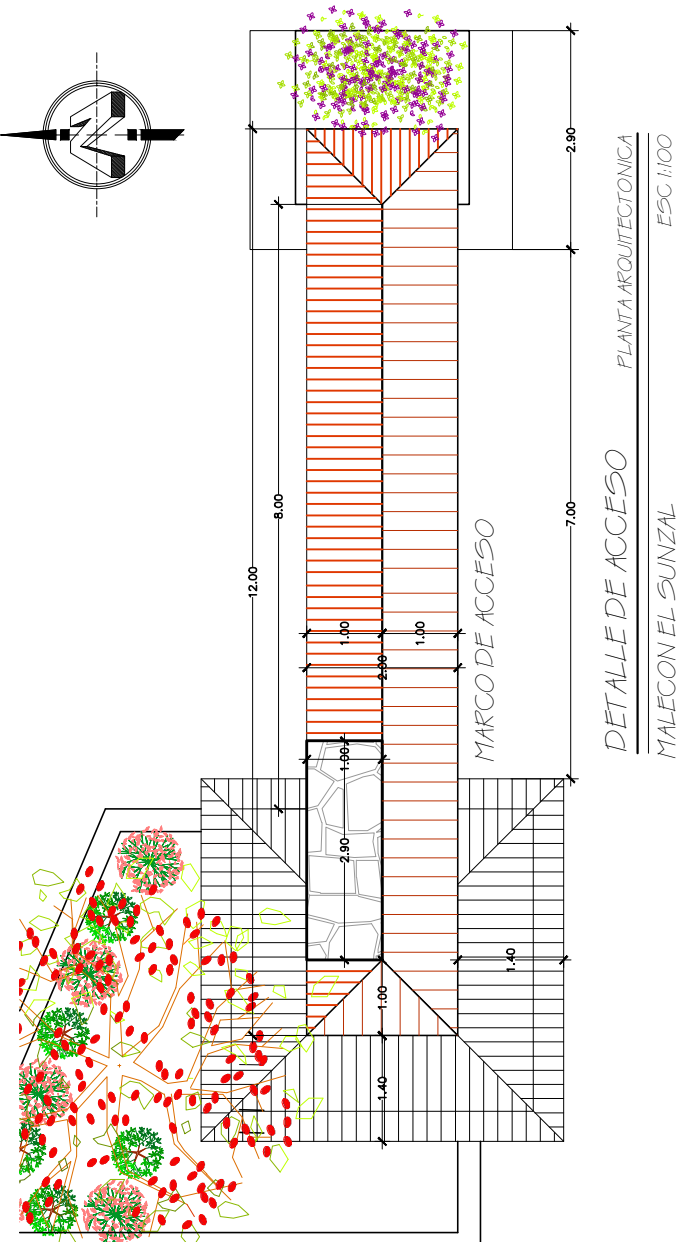 DETALLE DE ACCESO
PLANTA ARQUITECTONICA
MALECON EL SUNZAL
ESC 1:100
MARCO DE ACCESO
N
2.90
12.00
8.00
7.00
1.00
1.00
2.00
1.00
2.90
1.00
1.40
1.40